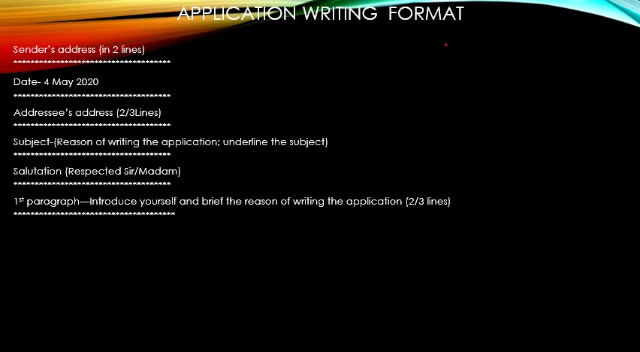 APPLICATION WRITING FORMAT
Sender's address (in 2 lines)
************************************
Date- 4 May 2020
************************************
Addressee's address (2/3Lines)
************************************
Subject-(Reason of writing the application; underline the subject)
************************************
Salutation (Respected Sir/Madam)
************************************
1st paragraph—Introduce yourself and brief the reason of writing the application (2/3 lines)
*************************************